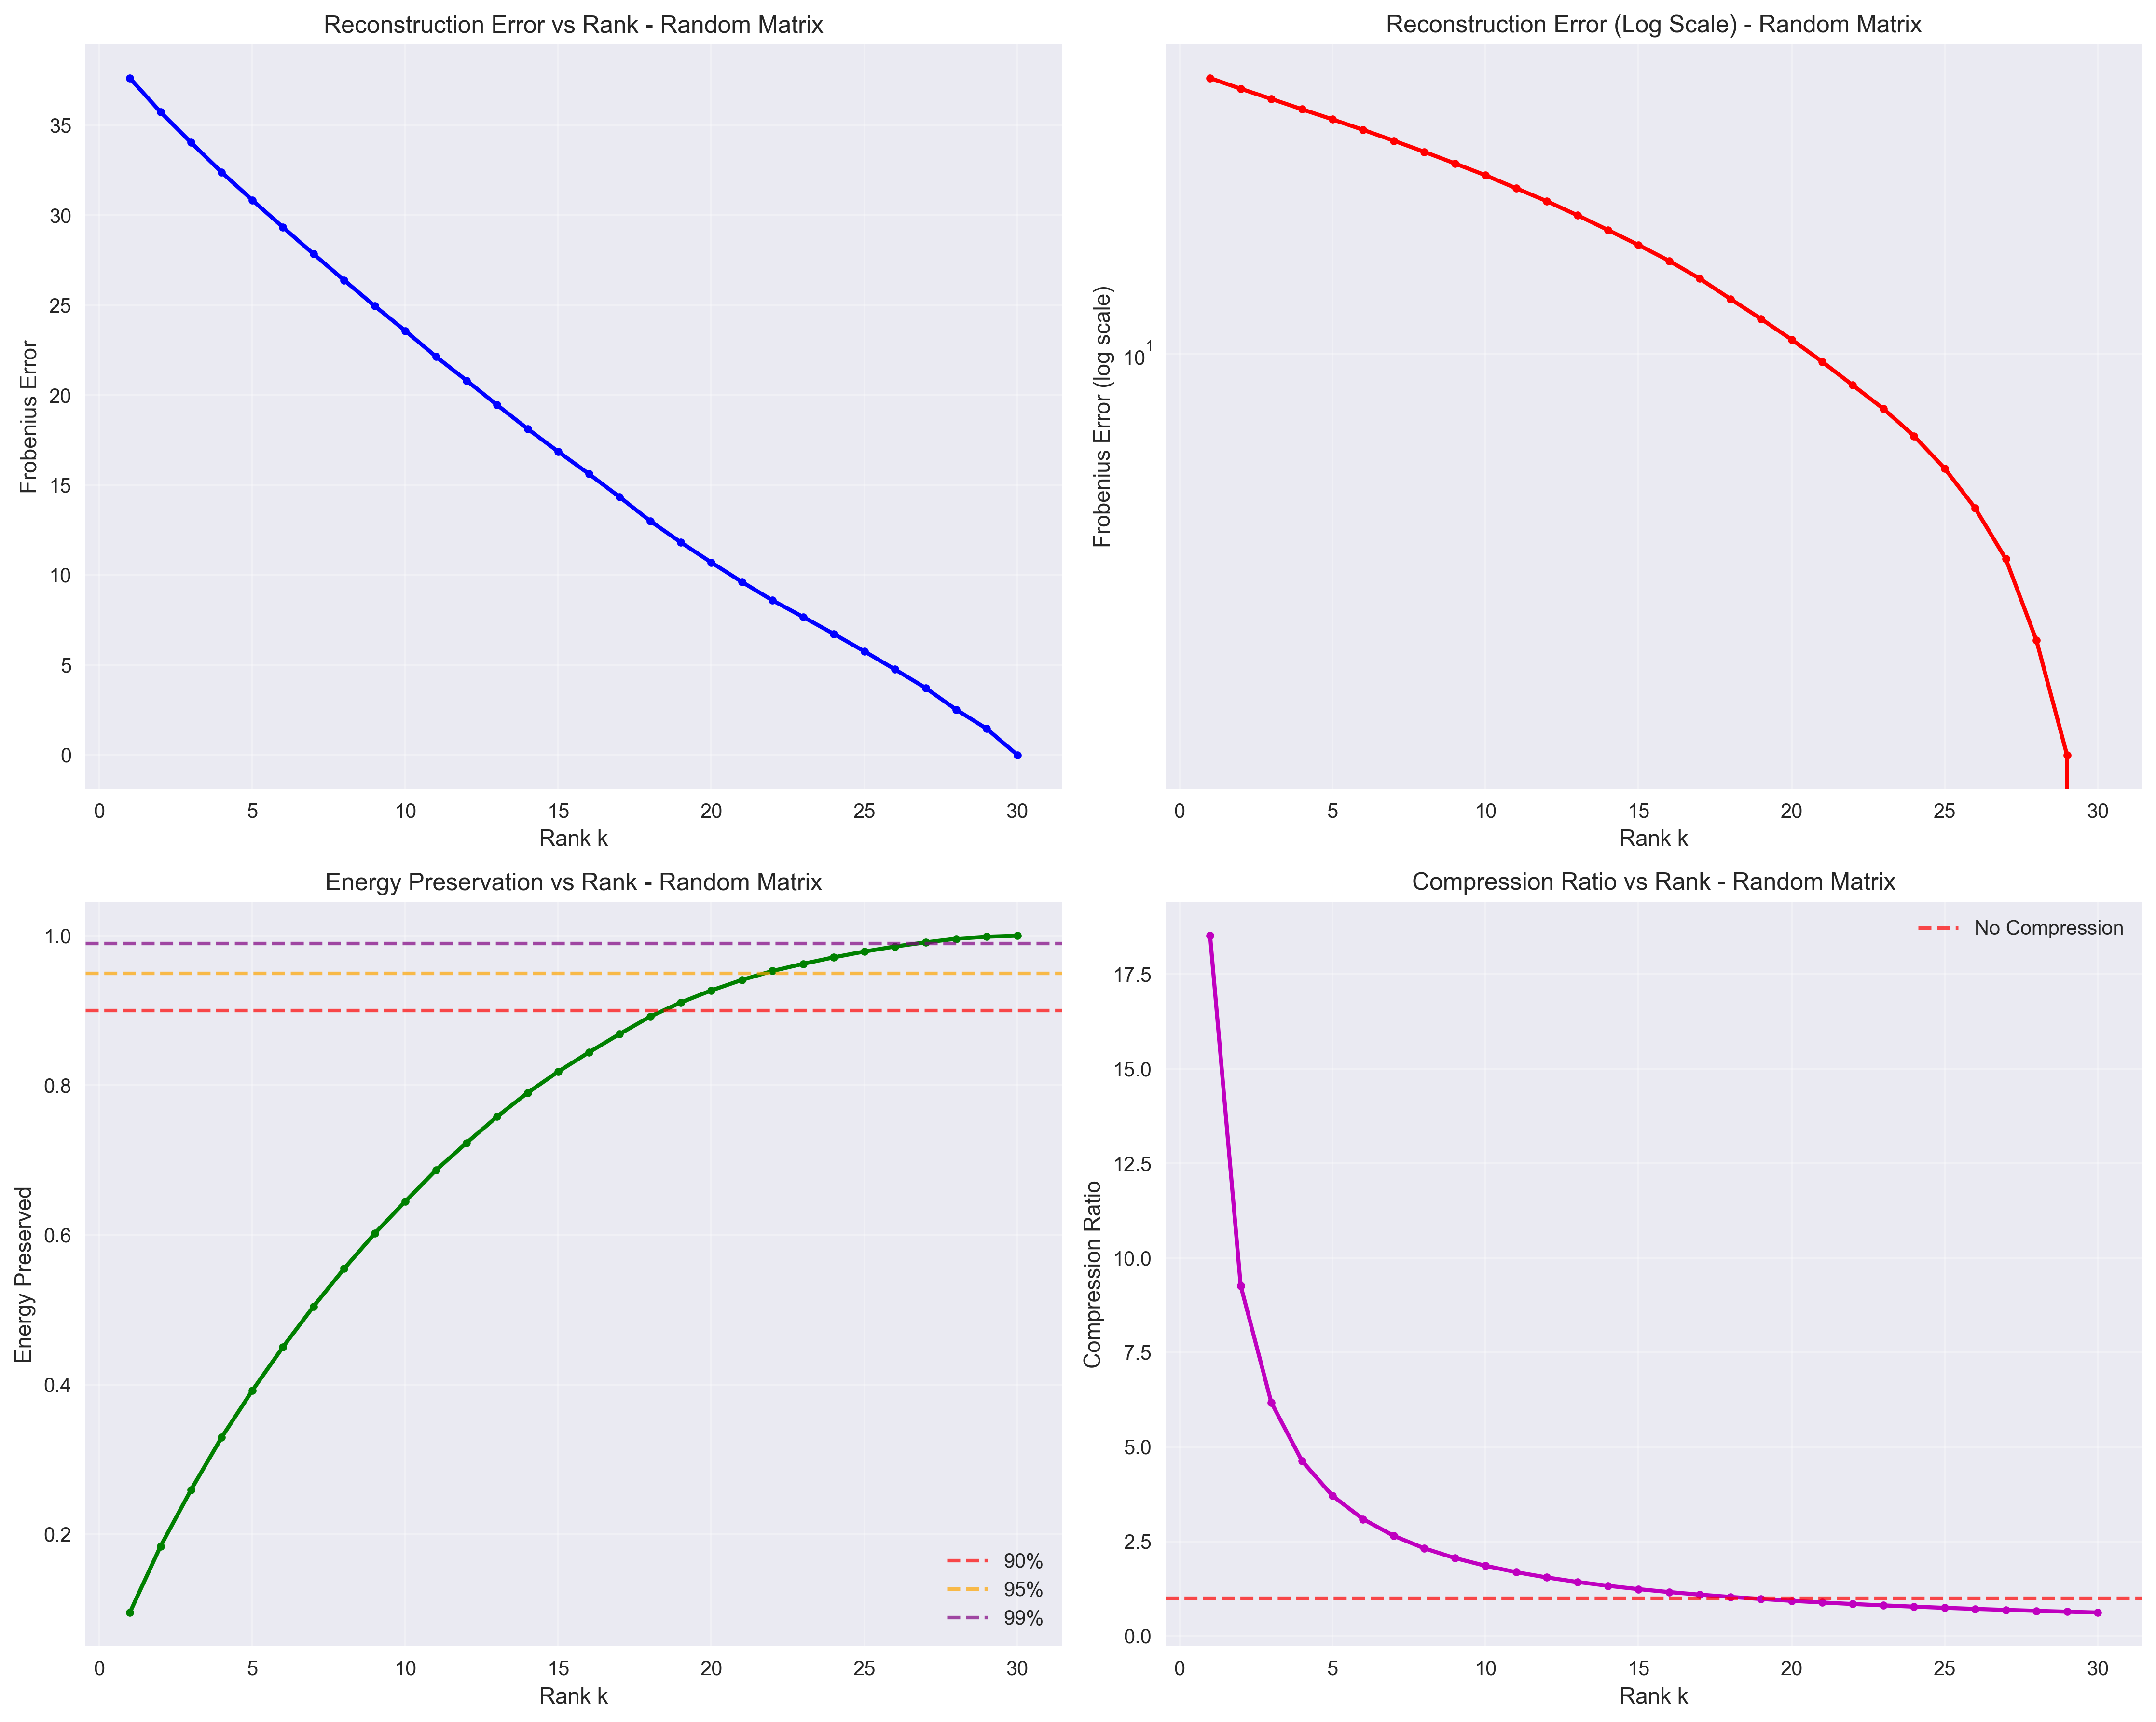 Reconstruction Error vs Rank - Random Matrix
Frobenius Error
35
30
25
20
15
10
5
0
0 5 10 15 20 25 30
Rank k
Reconstruction Error (Log Scale) - Random Matrix
Frobenius Error (log scale)
10¹
0 5 10 15 20 25 30
Rank k
Energy Preservation vs Rank - Random Matrix
Energy Preserved
1.0
0.8
0.6
0.4
0.2
90%
95%
99%
0 5 10 15 20 25 30
Rank k
Compression Ratio vs Rank - Random Matrix
No Compression
Compression Ratio
17.5
15.0
12.5
10.0
7.5
5.0
2.5
0.0
0 5 10 15 20 25 30
Rank k